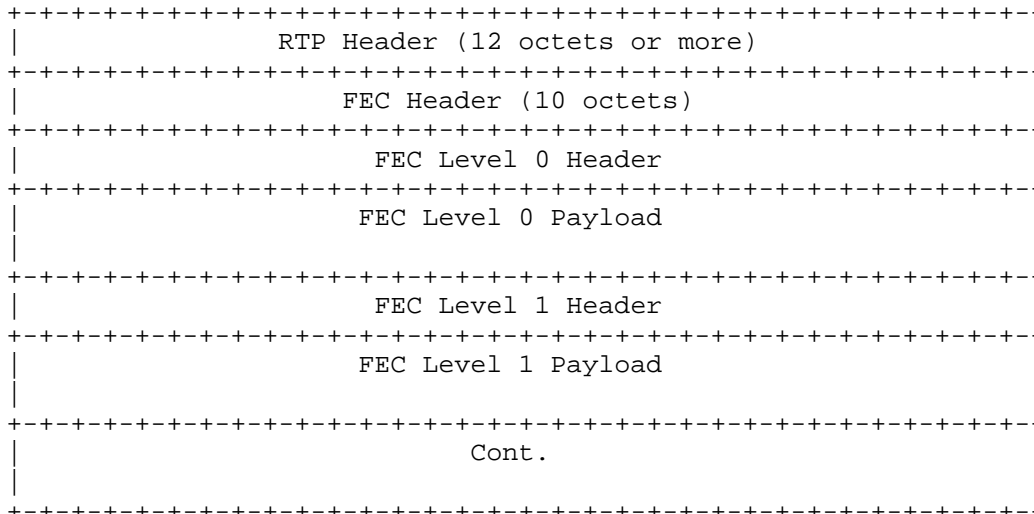 +-+-+-+-+-+-+-+-+-+-+-+-+-+-+-+-+-+-+-+-+-+-+-+-+-+-+-+-+-+-+-+-+-
|                RTP Header (12 octets or more)
+-+-+-+-+-+-+-+-+-+-+-+-+-+-+-+-+-+-+-+-+-+-+-+-+-+-+-+-+-+-+-+-+-
|                    FEC Header (10 octets)
+-+-+-+-+-+-+-+-+-+-+-+-+-+-+-+-+-+-+-+-+-+-+-+-+-+-+-+-+-+-+-+-+-
|                      FEC Level 0 Header
+-+-+-+-+-+-+-+-+-+-+-+-+-+-+-+-+-+-+-+-+-+-+-+-+-+-+-+-+-+-+-+-+-
|                     FEC Level 0 Payload
|
+-+-+-+-+-+-+-+-+-+-+-+-+-+-+-+-+-+-+-+-+-+-+-+-+-+-+-+-+-+-+-+-+-
|                      FEC Level 1 Header
+-+-+-+-+-+-+-+-+-+-+-+-+-+-+-+-+-+-+-+-+-+-+-+-+-+-+-+-+-+-+-+-+-
|                     FEC Level 1 Payload
|
+-+-+-+-+-+-+-+-+-+-+-+-+-+-+-+-+-+-+-+-+-+-+-+-+-+-+-+-+-+-+-+-+-
|                            Cont.
|
+-+-+-+-+-+-+-+-+-+-+-+-+-+-+-+-+-+-+-+-+-+-+-+-+-+-+-+-+-+-+-+-+-